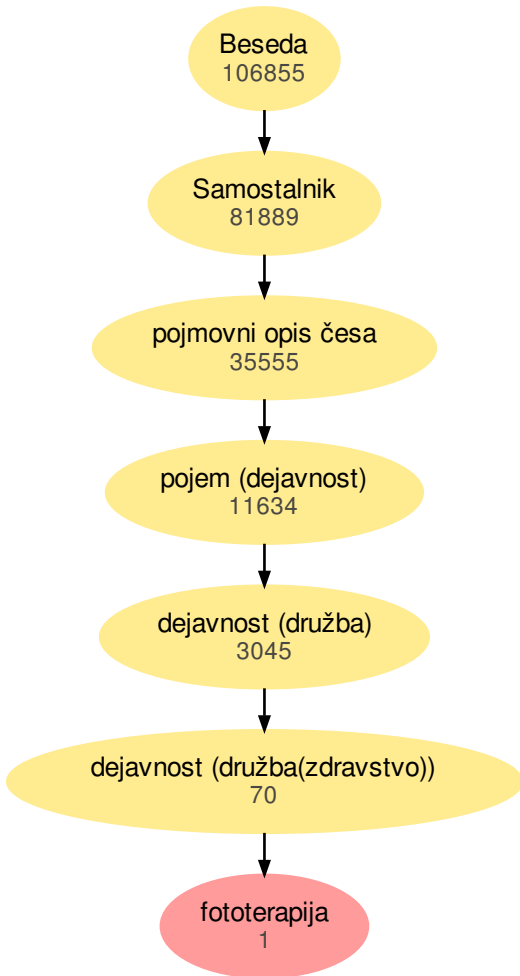 Beseda
106855
Samostalnik
81889
pojmovni opis česa
35555
pojem (dejavnost)
11634
dejavnost (družba)
3045
dejavnost (družba(zdravstvo))
70
fototerapija
1